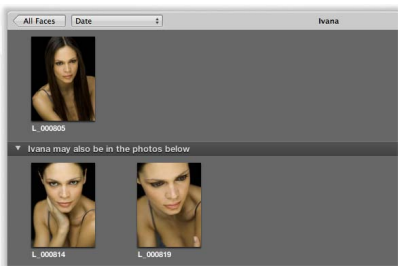 All Faces Date Ivana
L_000805
Ivana may also be in the photos below
L_000814 L_000819